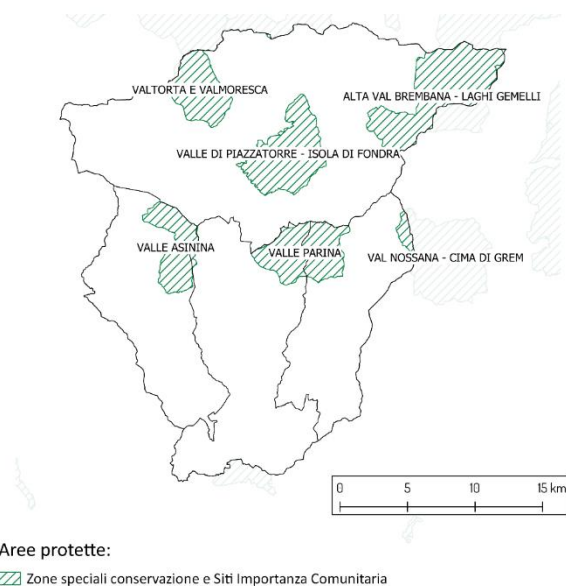 VALTORTA E VALMORESCA
ALTA VAL BREMBANA - LAGHI GEMELLI
VALLE DI PIAZZATORRE - ISOLA DI FONDRA
VALLE ASININA
VALLE PARINA
VAL NOSSANA - CIMA DI GREM
0 5 10 15 km
Aree protette:
Zone speciali conservazione e Siti Importanza Comunitaria